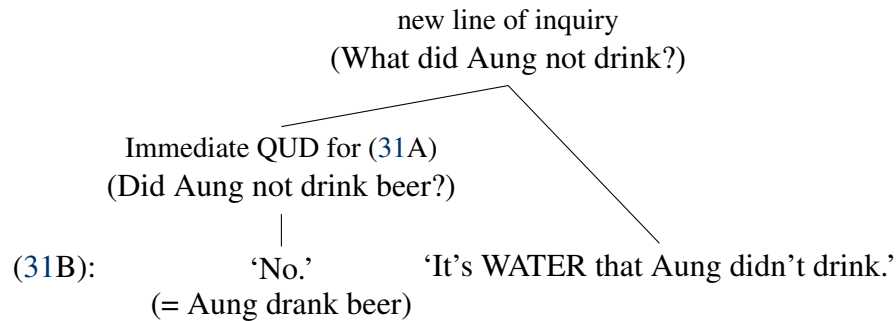 new line of inquiry
(What did Aung not drink?)
Immediate QUD for (31A)
(Did Aung not drink beer?)
(31B): ‘No.’ ‘It's WATER that Aung didn't drink.’
(= Aung drank beer)